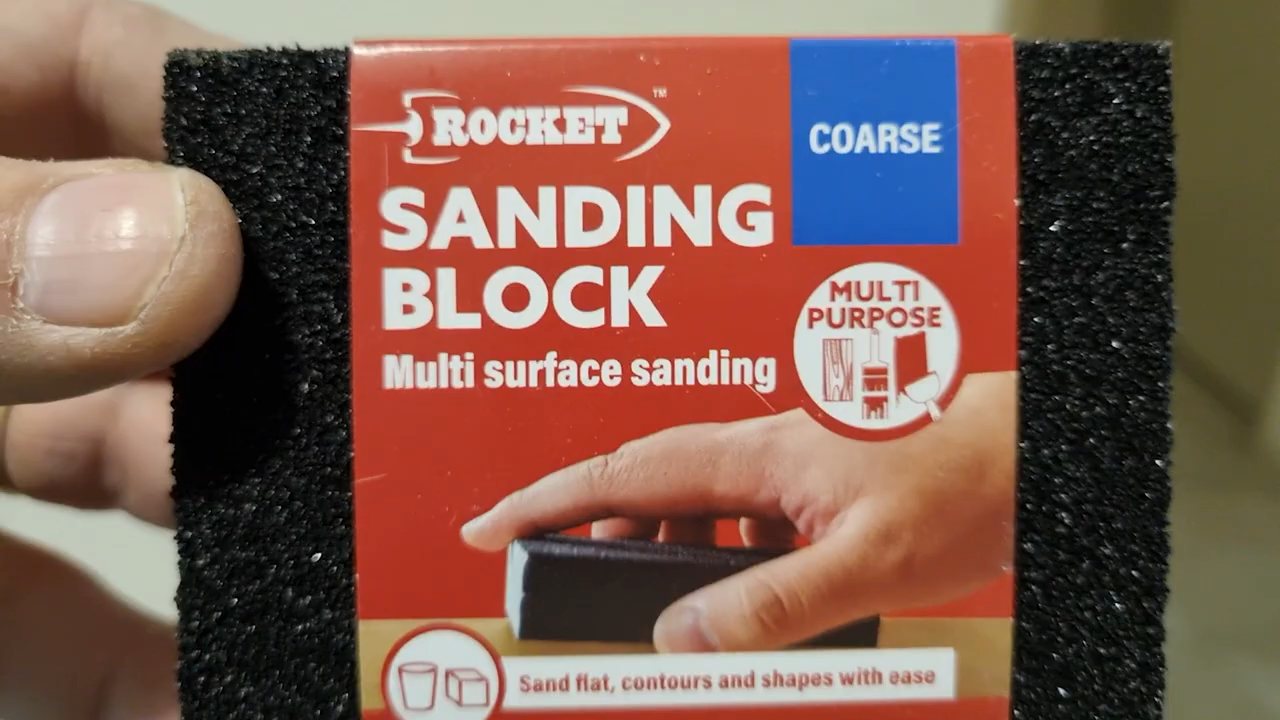 ROCKET™
COARSE
SANDING
BLOCK
Multi surface sanding
MULTI
PURPOSE
Sand flat, contours and shapes with ease